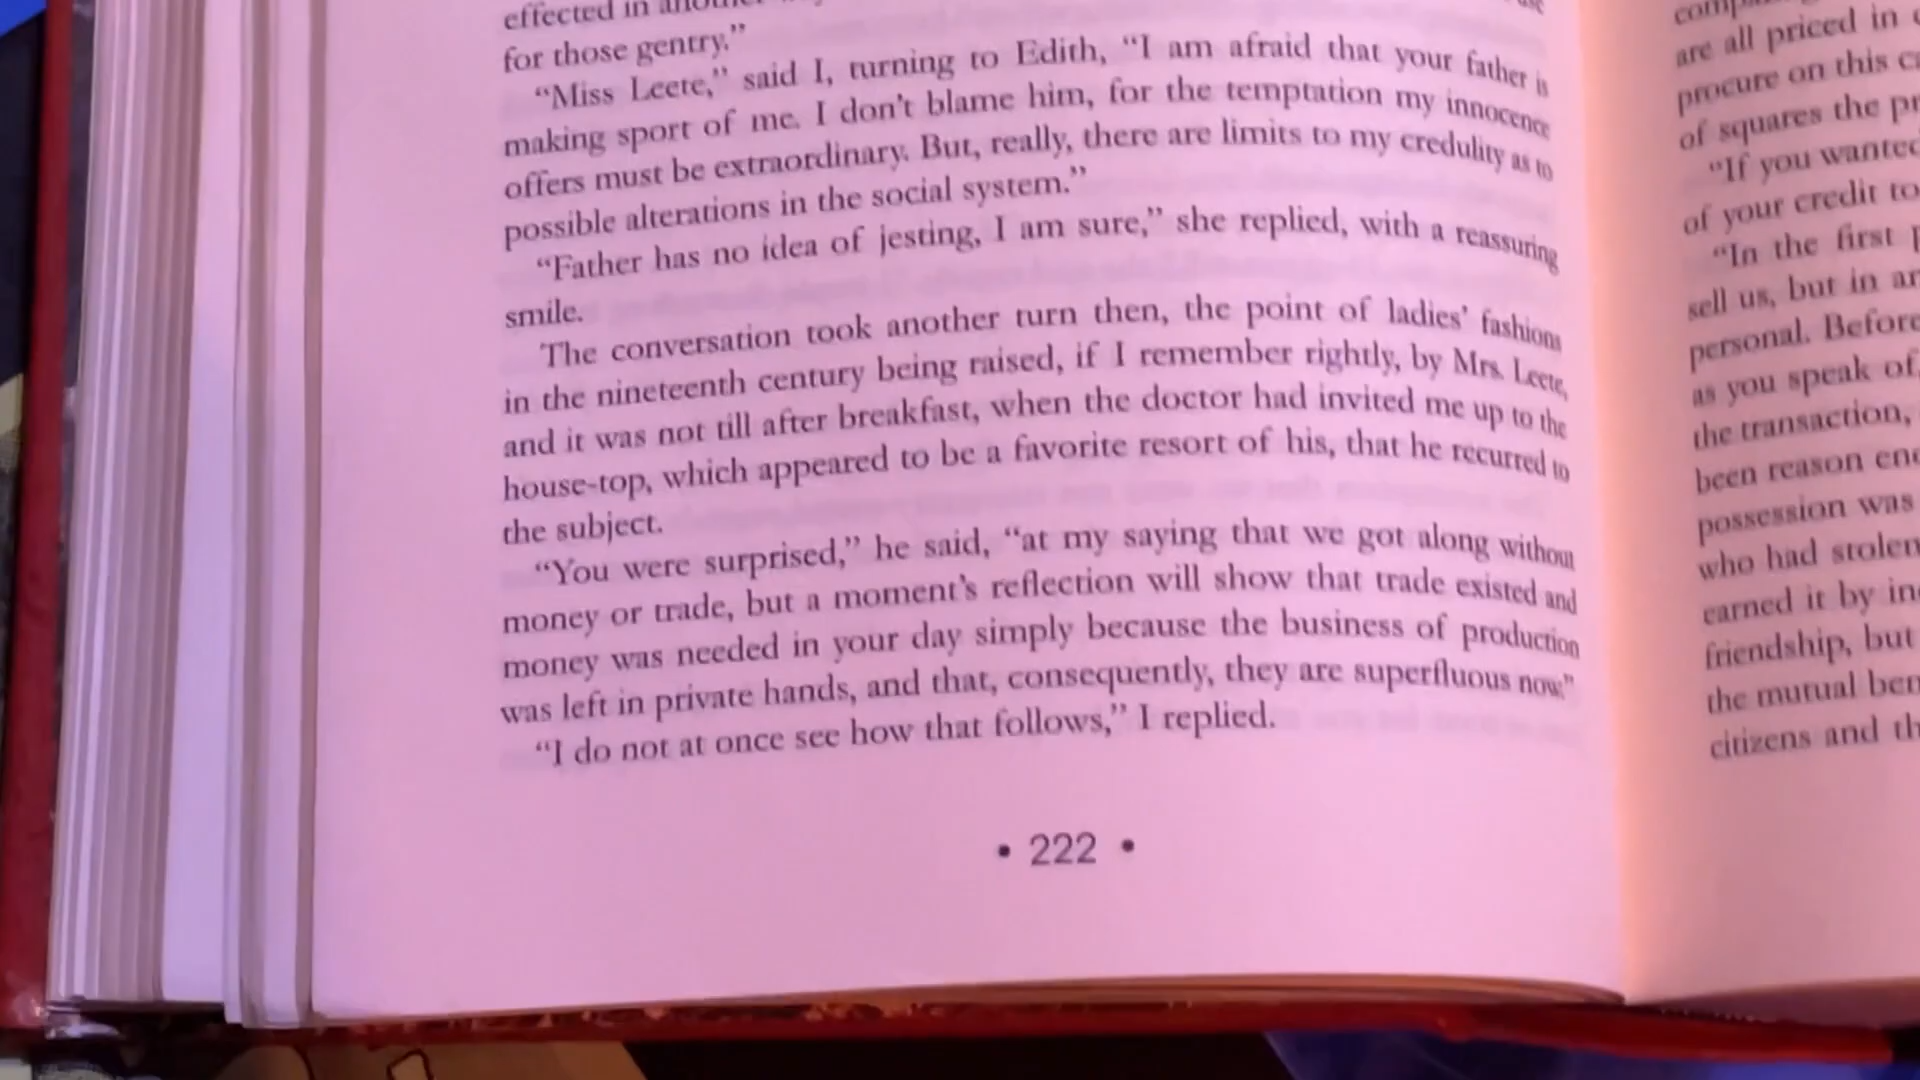 effected in another
for those gentry.”
“Miss Leete,” said I, turning to Edith, “I am afraid that your father is
making sport of me. I don’t blame him, for the temptation my innocence
offers must be extraordinary. But, really, there are limits to my credulity as to
possible alterations in the social system.”
“Father has no idea of jesting, I am sure,” she replied, with a reassuring
smile.
The conversation took another turn then, the point of ladies’ fashions
in the nineteenth century being raised, if I remember rightly, by Mrs. Leete,
and it was not till after breakfast, when the doctor had invited me up to the
house-top, which appeared to be a favorite resort of his, that he recurred to
the subject.
“You were surprised,” he said, “at my saying that we got along without
money or trade, but a moment’s reflection will show that trade existed and
money was needed in your day simply because the business of production
was left in private hands, and that, consequently, they are superfluous now.”
“I do not at once see how that follows,” I replied.
• 222 •
are all priced in
procure on this
of squares the
“If you wanted
of your credit to
“In the first
sell us, but in
personal. Before
as you speak of,
the transaction,
been reason
possession was
who had stolen
earned it by
friendship, but
the mutual
citizens and